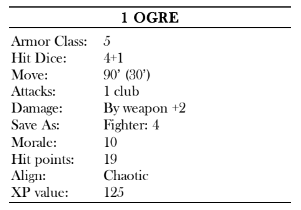 1 OGRE
Armor Class: 5
Hit Dice: 4+1
Move: 90' (30')
Attacks: 1 club
Damage: By weapon +2
Save As: Fighter: 4
Morale: 10
Hit points: 19
Align: Chaotic
XP value: 125